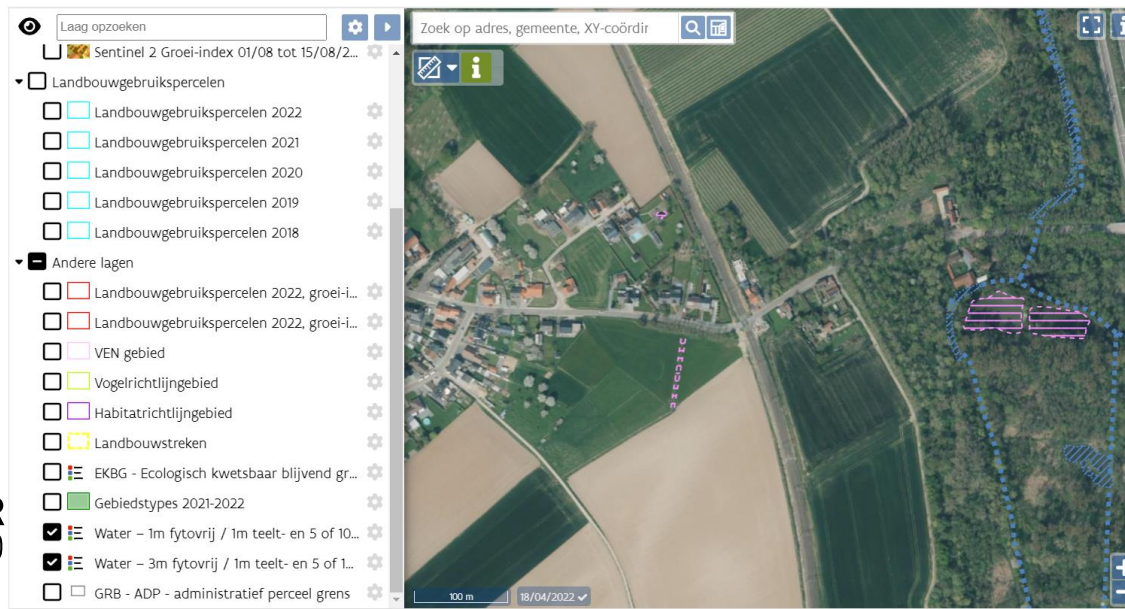 Laag opzoeken
Sentinel 2 Groei-index 01/08 tot 15/08/2...
Landbouwgebruikspercelen
Landbouwgebruikspercelen 2022
Landbouwgebruikspercelen 2021
Landbouwgebruikspercelen 2020
Landbouwgebruikspercelen 2019
Landbouwgebruikspercelen 2018
Andere lagen
Landbouwgebruikspercelen 2022, groei-i...
Landbouwgebruikspercelen 2022, groei-i...
VEN gebied
Vogelrichtlijngebied
Habitatrichtlijngebied
Landbouwstreken
EKBG - Ecologisch kwetsbaar blijvend gr...
Gebiedstypes 2021-2022
Water – 1m fytovrij / 1m teelt- en 5 of 10...
Water – 3m fytovrij / 1m teelt- en 5 of 1...
GRB - ADP - administratief perceel grens
R
Zoek op adres, gemeente, XY-coördir
i
i
100 m
18/04/2022